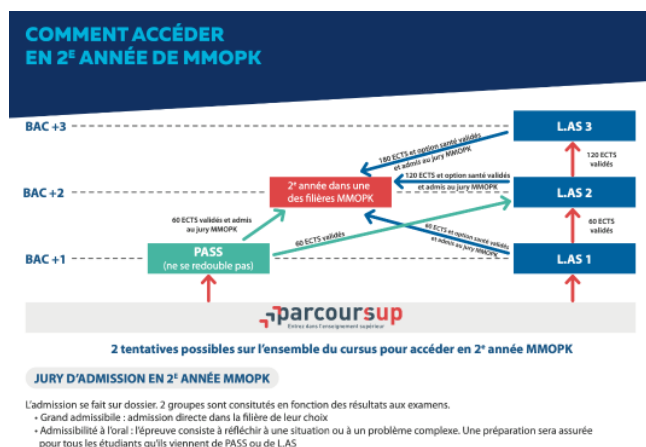 COMMENT ACCÉDER
EN 2E ANNÉE DE MMOPK
BAC +3
L.AS 3
180 ECTS et option santé validés
et admis au jury MMOPK
120 ECTS
validés
BAC +2
2e année dans une
des filières MMOPK
120 ECTS et option santé validés
et admis au jury MMOPK
L.AS 2
60 ECTS validés et admis
au jury MMOPK
60 ECTS validés
60 ECTS et option santé validés
et admis au jury MMOPK
60 ECTS
validés
BAC +1
PASS
(ne se redouble pas)
L.AS 1
parcoursup
Entrez dans l'enseignement supérieur
2 tentatives possibles sur l'ensemble du cursus pour accéder en 2e année MMOPK
JURY D'ADMISSION EN 2E ANNÉE MMOPK
L'admission se fait sur dossier. 2 groupes sont consitutés en fonction des résultats aux examens.
• Grand admissible : admission directe dans la filière de leur choix
• Admissibilité à l'oral : l'épreuve consiste à réfléchir à une situation ou à un problème complexe. Une préparation sera assurée
pour tous les étudiants qu'ils viennent de PASS ou de L.AS